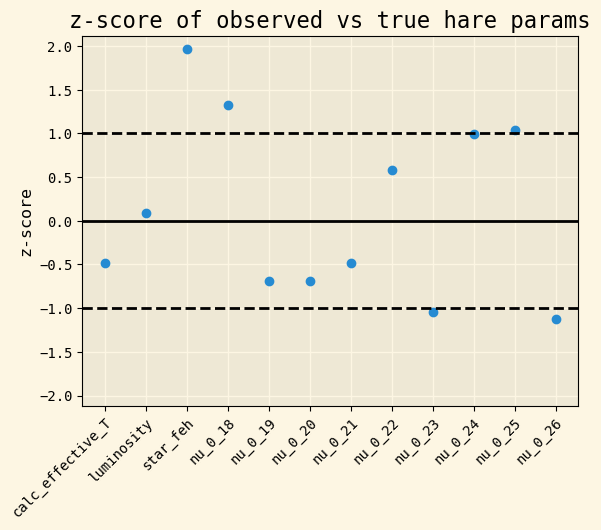 z-score of observed vs true hare params
2.0
1.5
1.0
0.5
0.0
−0.5
−1.0
−1.5
−2.0
z-score
calc_effective_T
luminosity
star_feh
nu_0_18
nu_0_19
nu_0_20
nu_0_21
nu_0_22
nu_0_23
nu_0_24
nu_0_25
nu_0_26